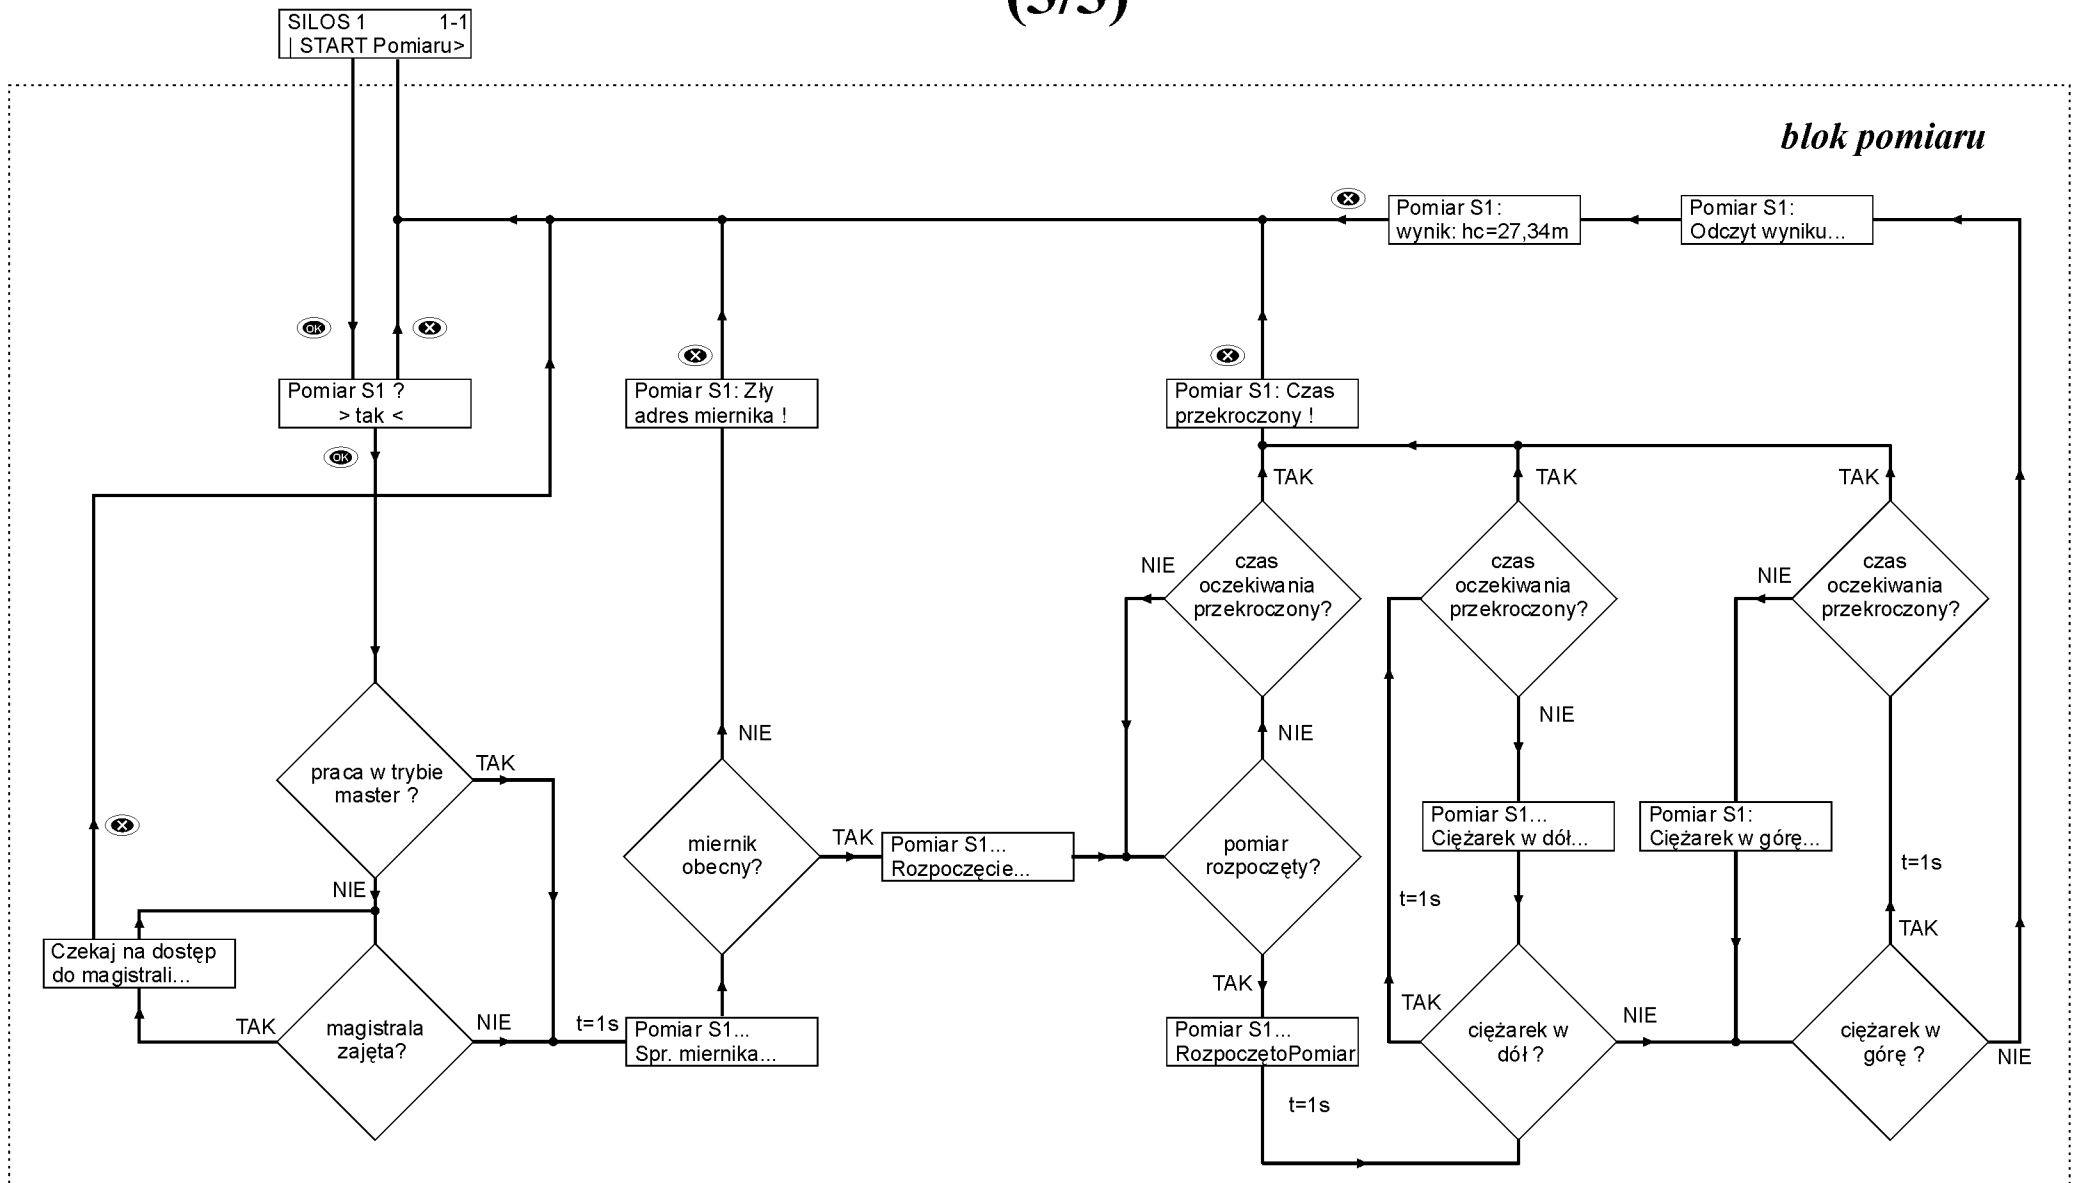 (3/3)
SILOS 1 1-1
| START Pomiaru>
blok pomiaru
Pomiar S1:
wynik: hc=27,34m
Pomiar S1:
Odczyt wyniku...
OK
Pomiar S1 ?
> tak <
OK
Pomiar S1: Zły
adres miernika !
Pomiar S1: Czas
przekroczony !
TAK
TAK
TAK
NIE
czas
oczekiwania
przekroczony?
czas
oczekiwania
przekroczony?
NIE
czas
oczekiwania
przekroczony?
NIE
NIE
NIE
praca w trybie
master ?
TAK
NIE
miernik
obecny?
TAK
Pomiar S1...
Rozpoczęcie...
pomiar
rozpoczęty?
Pomiar S1...
Ciężarek w dół...
Pomiar S1:
Ciężarek w górę...
t=1s
t=1s
TAK
Czekaj na dostęp
do magistrali...
TAK
magistrala
zajęta?
NIE
t=1s
Pomiar S1...
Spr. miernika...
TAK
Pomiar S1...
RozpoczętoPomiar
t=1s
TAK
ciężarek w
dół ?
NIE
ciężarek w
górę ?
NIE